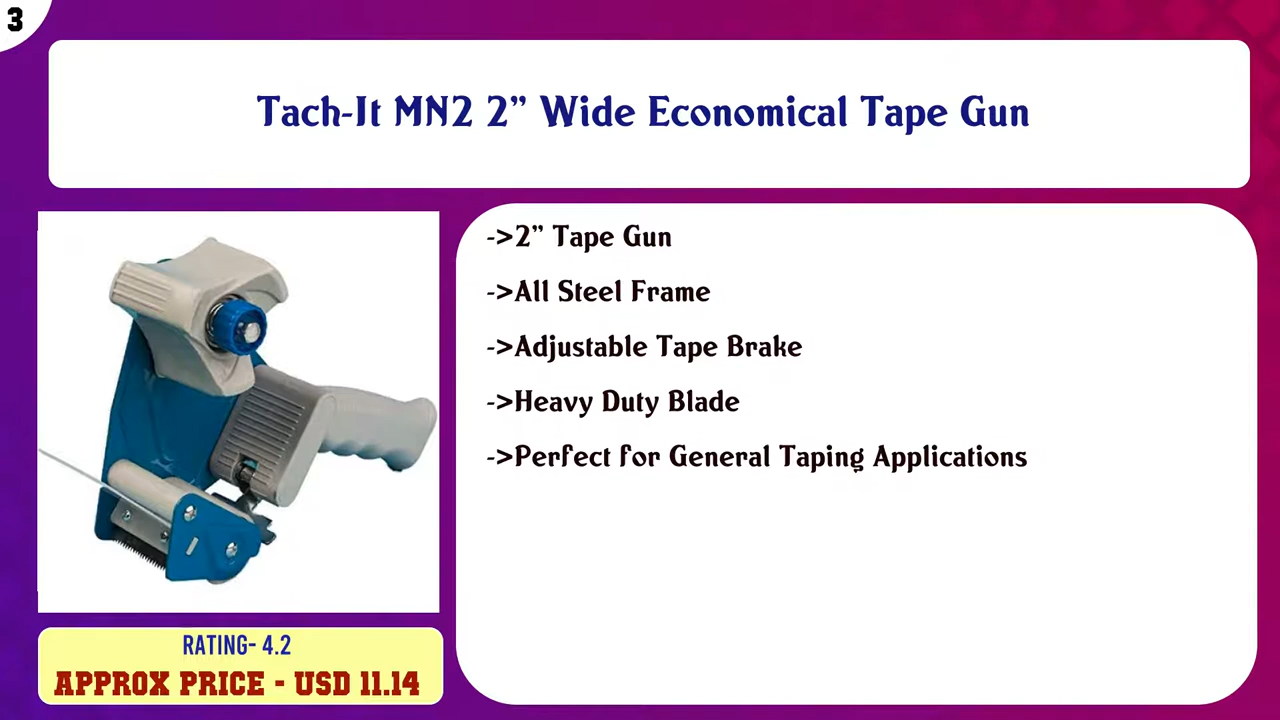 3
Tach-It MN2 2” Wide Economical Tape Gun
->2” Tape Gun
->All Steel Frame
->Adjustable Tape Brake
->Heavy Duty Blade
->Perfect for General Taping Applications
RATING- 4.2
APPROX PRICE - USD 11.14